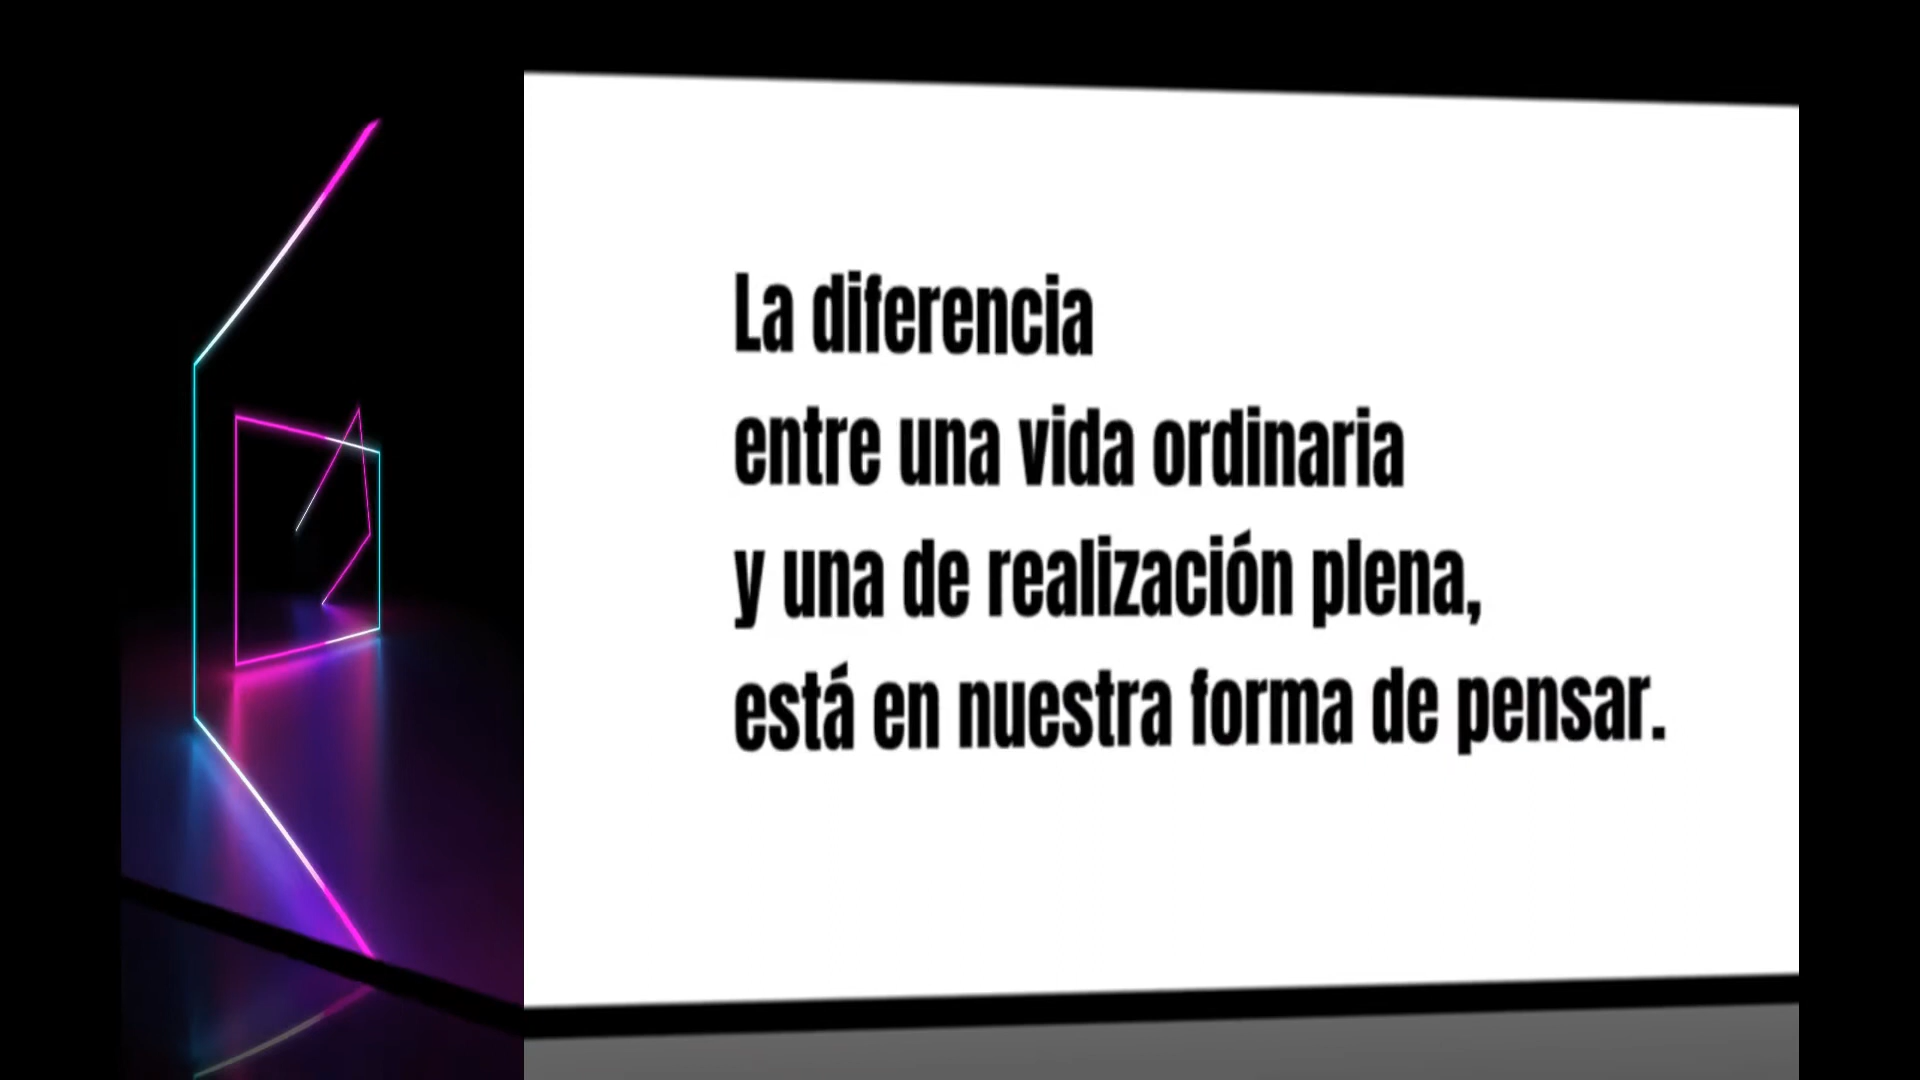 La diferencia
entre una vida ordinaria
y una de realización plena,
está en nuestra forma de pensar.